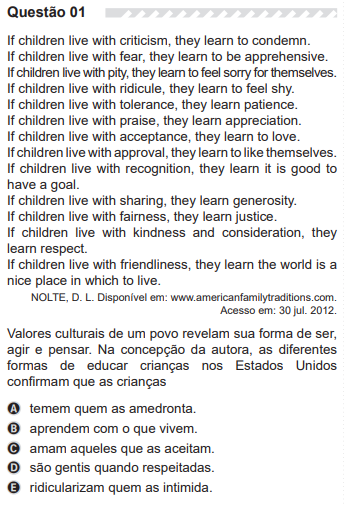 Questão 01
If children live with criticism, they learn to condemn.
If children live with fear, they learn to be apprehensive.
If children live with pity, they learn to feel sorry for themselves.
If children live with ridicule, they learn to feel shy.
If children live with tolerance, they learn patience.
If children live with praise, they learn appreciation.
If children live with acceptance, they learn to love.
If children live with approval, they learn to like themselves.
If children live with recognition, they learn it is good to
have a goal.
If children live with sharing, they learn generosity.
If children live with fairness, they learn justice.
If children live with kindness and consideration, they
learn respect.
If children live with friendliness, they learn the world is a
nice place in which to live.
NOLTE, D. L. Disponível em: www.americanfamilytraditions.com.
Acesso em: 30 jul. 2012.
Valores culturais de um povo revelam sua forma de ser,
agir e pensar. Na concepção da autora, as diferentes
formas de educar crianças nos Estados Unidos
confirmam que as crianças
A temem quem as amedronta.
B aprendem com o que vivem.
C amam aqueles que as aceitam.
D são gentis quando respeitadas.
E ridicularizam quem as intimida.